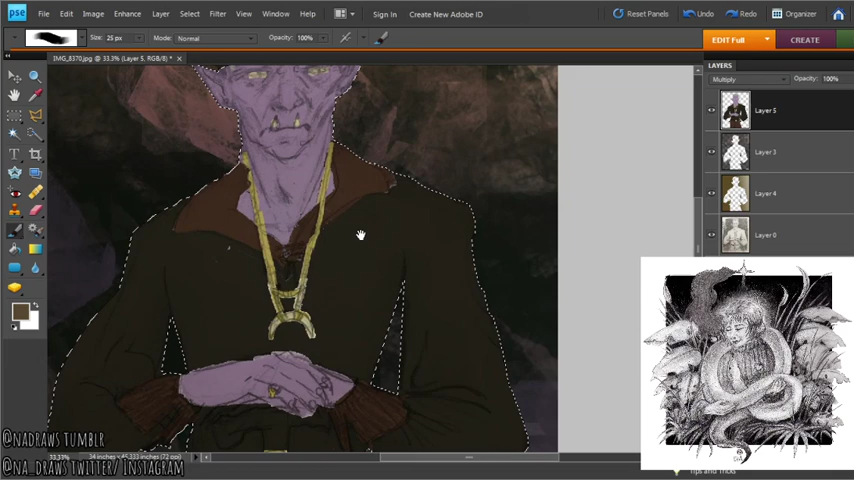 pse File Edit Image Enhance Layer Select Filter View Window Help Sign In Create New Adobe ID Reset Panels Undo Redo Organizer
Size: 25 px Mode: Normal Opacity: 100% EDIT Full CREATE
IMG_8370.jpg @ 33.3% (Layer 5, RGB/8) * ×
LAYERS
Multiply Opacity: 100%
Layer 5
Layer 3
Layer 4
Layer 0
@nadraws tumblr
33.33%
@na_draws twitter/ Instagram
Tips and Tricks